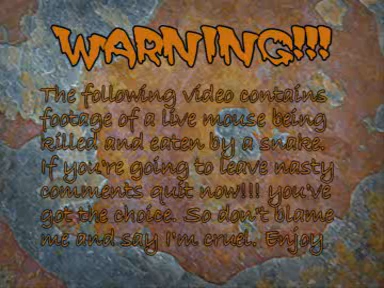 WARNING!!!
The following video contains
footage of a live mouse being
killed and eaten by a snake.
If you're going to leave nasty
comments quit now!!! you've
got the choice. So don't blame
me and say I'm cruel. Enjoy